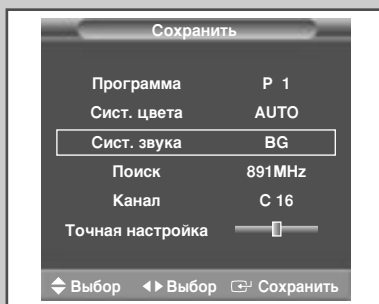 Сохранить
Программа P 1
Сист. цвета AUTO
Сист. звука BG
Поиск 891MHz
Канал C 16
Точная настройка
Выбор Выбор Сохранить